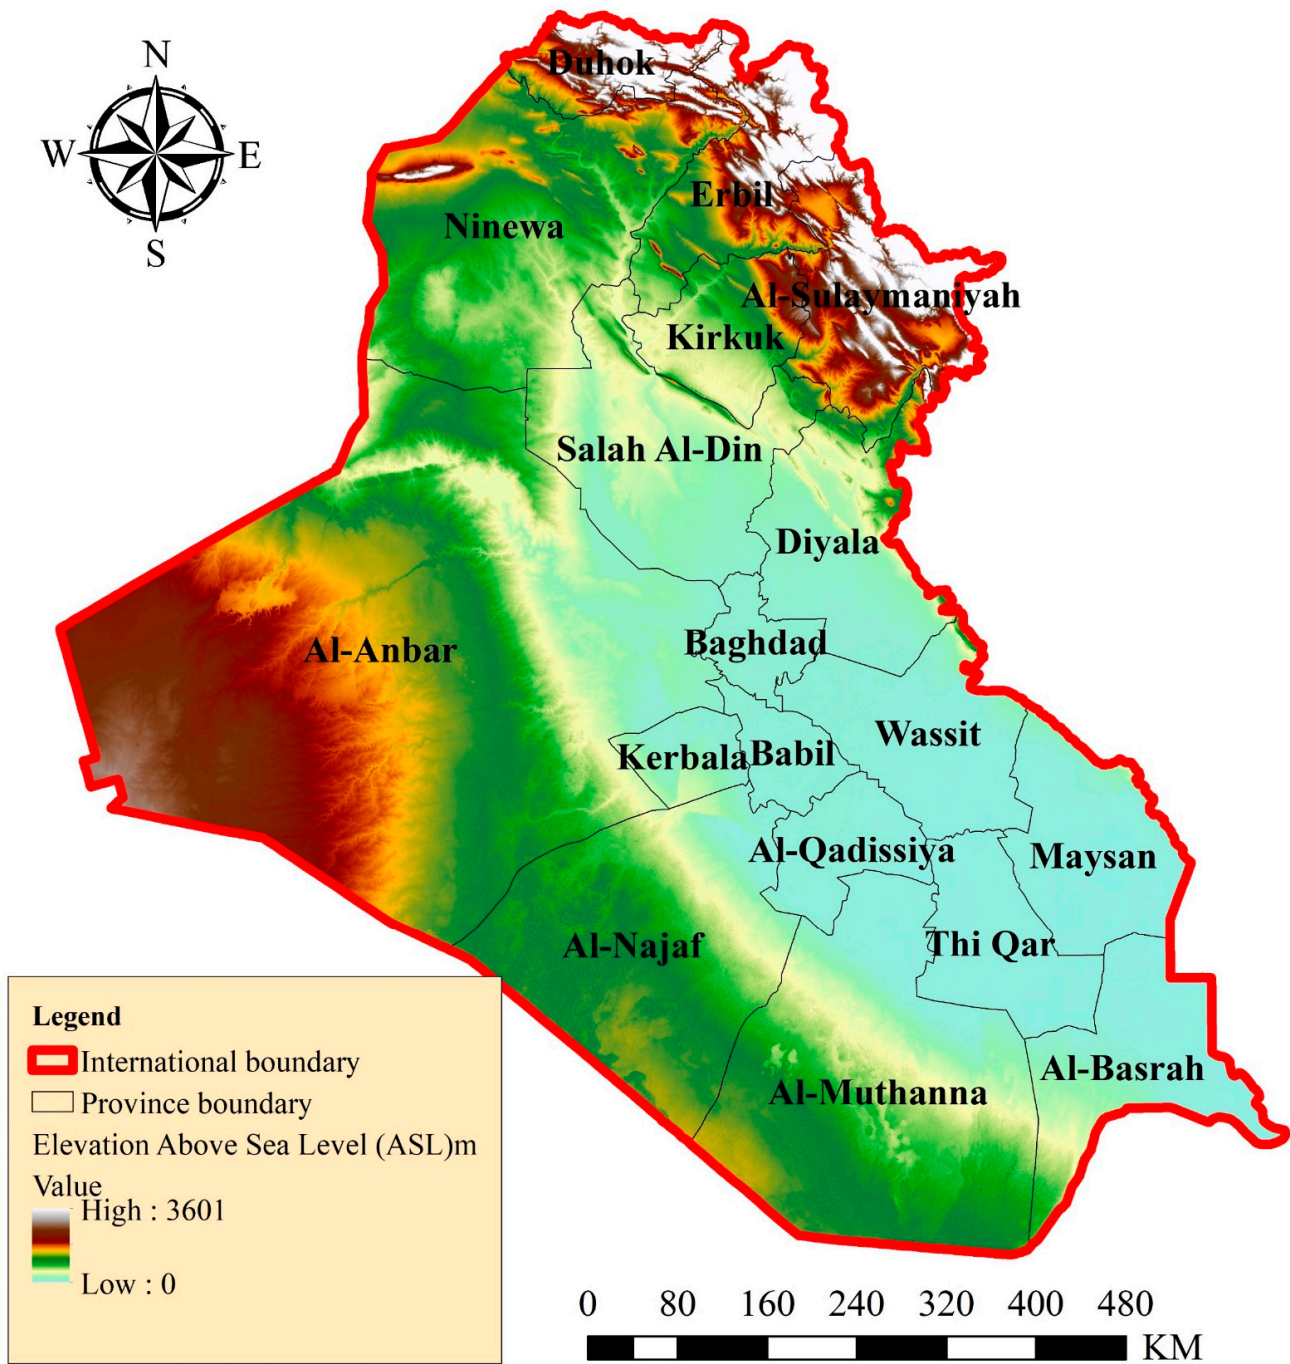 N
W E
S
Duhok
Erbil
Ninewa
Al-Sulaymaniyah
Kirkuk
Salah Al-Din
Diyala
Baghdad
Al-Anbar
Wassit
Kerbala
Babil
Al-Qadissiya
Maysan
Al-Najaf
Thi Qar
Al-Basrah
Al-Muthanna
Legend
International boundary
Province boundary
Elevation Above Sea Level (ASL)m
Value
High : 3601
Low : 0
0 80 160 240 320 400 480
KM